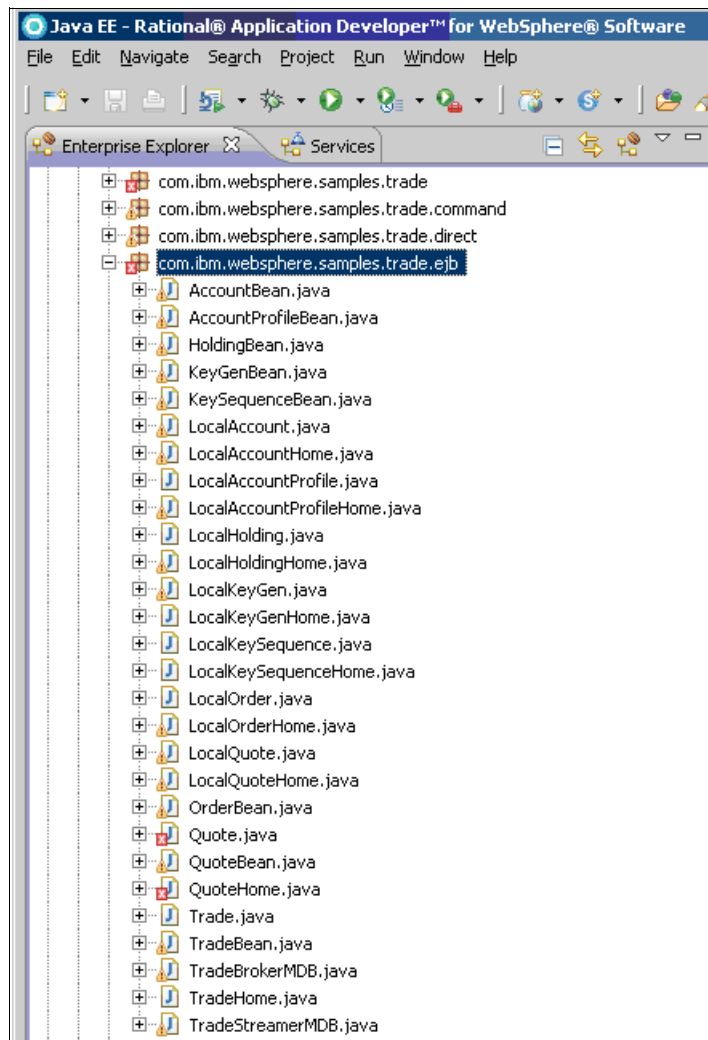 Java EE - Rational® Application Developer™ for WebSphere® Software
File Edit Navigate Search Project Run Window Help
Enterprise Explorer Services
com.ibm.websphere.samples.trade
com.ibm.websphere.samples.trade.command
com.ibm.websphere.samples.trade.direct
com.ibm.websphere.samples.trade.ejb
AccountBean.java
AccountProfileBean.java
HoldingBean.java
KeyGenBean.java
KeySequenceBean.java
LocalAccount.java
LocalAccountHome.java
LocalAccountProfile.java
LocalAccountProfileHome.java
LocalHolding.java
LocalHoldingHome.java
LocalKeyGen.java
LocalKeyGenHome.java
LocalKeySequence.java
LocalKeySequenceHome.java
LocalOrder.java
LocalOrderHome.java
LocalQuote.java
LocalQuoteHome.java
OrderBean.java
Quote.java
QuoteBean.java
QuoteHome.java
Trade.java
TradeBean.java
TradeBrokerMDB.java
TradeHome.java
TradeStreamerMDB.java